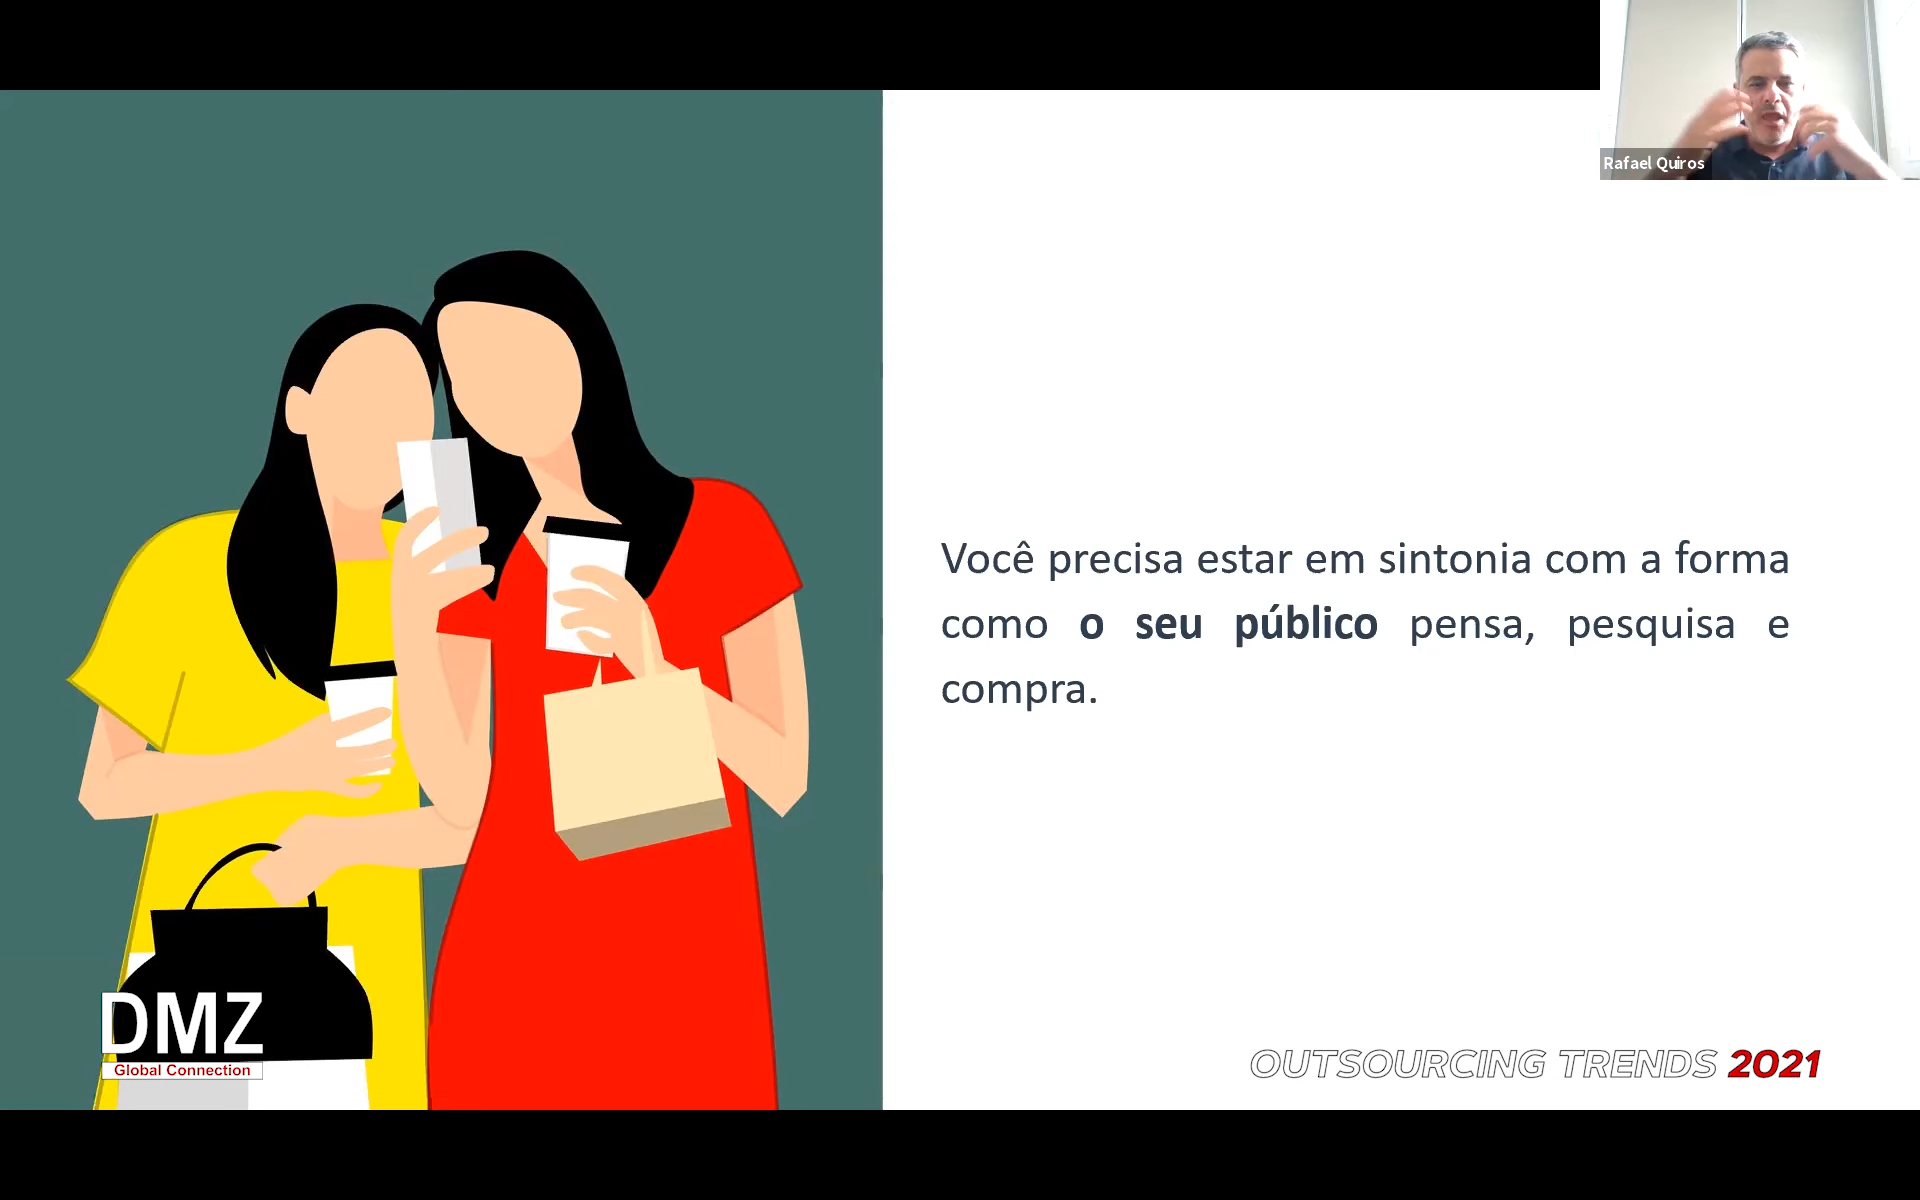 Rafael Quiros
Você precisa estar em sintonia com a forma
como o seu público pensa, pesquisa e
compra.
DMZ
Global Connection
OUTSOURCING TRENDS 2021